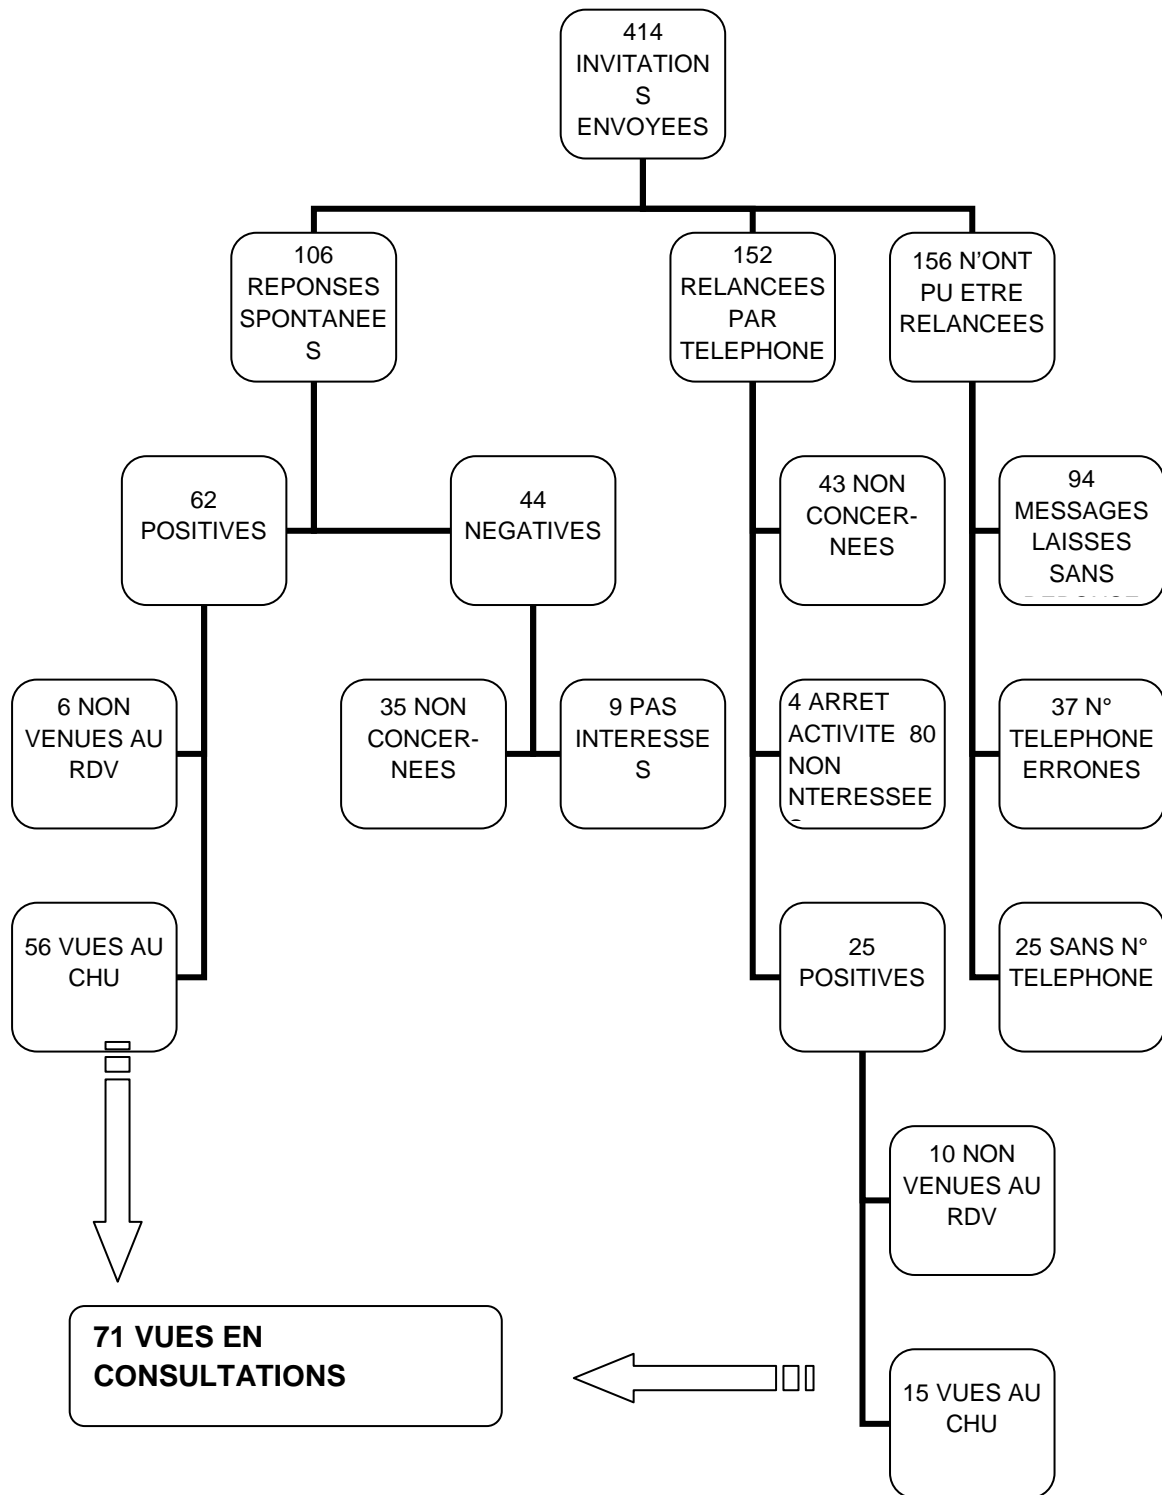 414
INVITATION
S
ENVOYEES
106
REPONSES
SPONTANEE
S
152
RELANCEES
PAR
TELEPHONE
156 N'ONT
PU ETRE
RELANCEES
62
POSITIVES
44
NEGATIVES
43 NON
CONCER-
NEES
94
MESSAGES
LAISSES
SANS
6 NON
VENUES AU
RDV
35 NON
CONCER-
NEES
9 PAS
INTERESSE
S
4 ARRET
ACTIVITE 80
NON
NTERESSEE
37 N°
TELEPHONE
ERRONES
56 VUES AU
CHU
25
POSITIVES
25 SANS N°
TELEPHONE
10 NON
VENUES AU
RDV
71 VUES EN
CONSULTATIONS
15 VUES AU
CHU